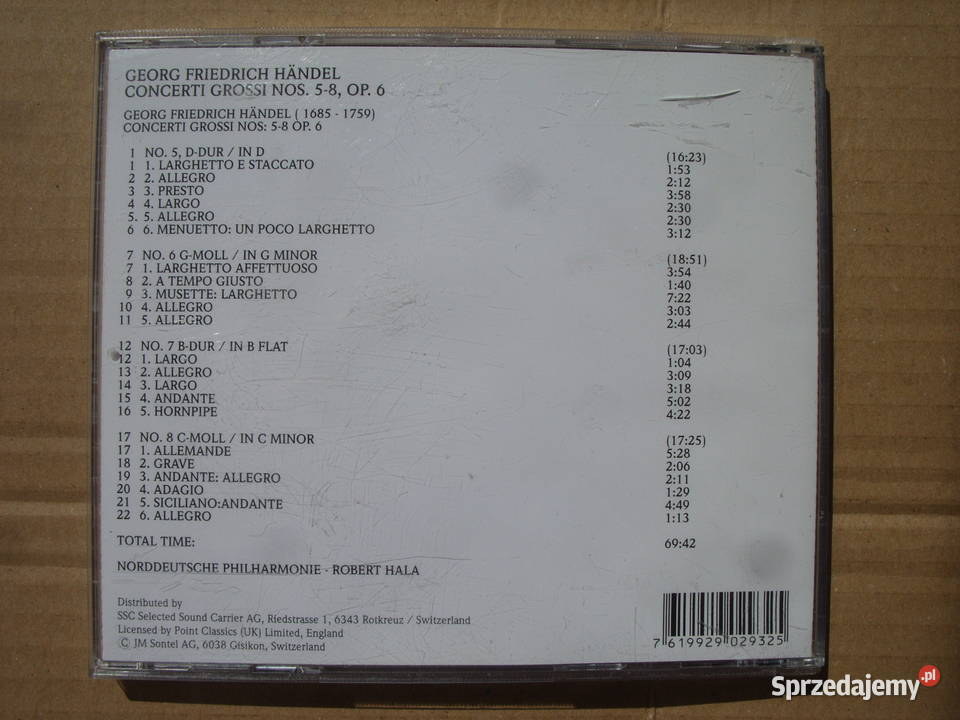 GEORG FRIEDRICH HÄNDEL
CONCERTI GROSSI NOS. 5-8, OP. 6
GEORG FRIEDRICH HÄNDEL ( 1685 - 1759)
CONCERTI GROSSI NOS: 5-8 OP. 6
1 NO. 5, D-DUR / IN D (16:23)
1 1. LARGHETTO E STACCATO 1:53
2 2. ALLEGRO 2:12
3 3. PRESTO 3:58
4 4. LARGO 2:30
5. 5. ALLEGRO 2:30
6 6. MENUETTO: UN POCO LARGHETTO 3:12
7 NO. 6 G-MOLL / IN G MINOR (18:51)
7 1. LARGHETTO AFFETTUOSO 3:54
8 2. A TEMPO GIUSTO 1:40
9 3. MUSETTE: LARGHETTO 7:22
10 4. ALLEGRO 3:03
11 5. ALLEGRO 2:44
12 NO. 7 B-DUR / IN B FLAT (17:03)
12 1. LARGO 1:04
13 2. ALLEGRO 3:09
14 3. LARGO 3:18
15 4. ANDANTE 5:02
16 5. HORNPIPE 4:22
17 NO. 8 C-MOLL / IN C MINOR (17:25)
17 1. ALLEMANDE 5:28
18 2. GRAVE 2:06
19 3. ANDANTE: ALLEGRO 2:11
20 4. ADAGIO 1:29
21 5. SICILIANO:ANDANTE 4:49
22 6. ALLEGRO 1:13
TOTAL TIME: 69:42
NORDDEUTSCHE PHILHARMONIE - ROBERT HALA
Distributed by
SSC Selected Sound Carrier AG, Riedstrasse 1, 6343 Rotkreuz / Switzerland
Licensed by Point Classics (UK) Limited, England
© JM Sontel AG, 6038 Gisikon, Switzerland
7 619929 029325
Sprzedajemy.pl